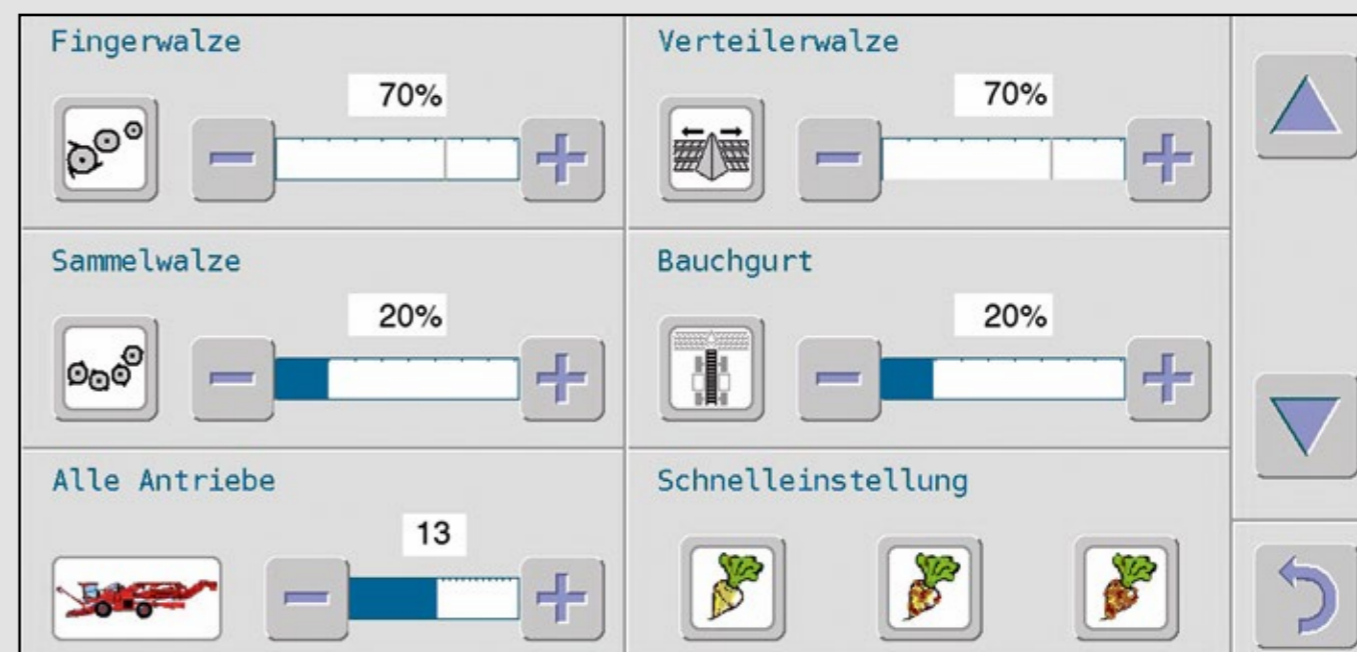 Fingerwalze
70%
Verteilerwalze
70%
Sammelwalze
20%
Bauchgurt
20%
Alle Antriebe
13
Schnelleinstellung